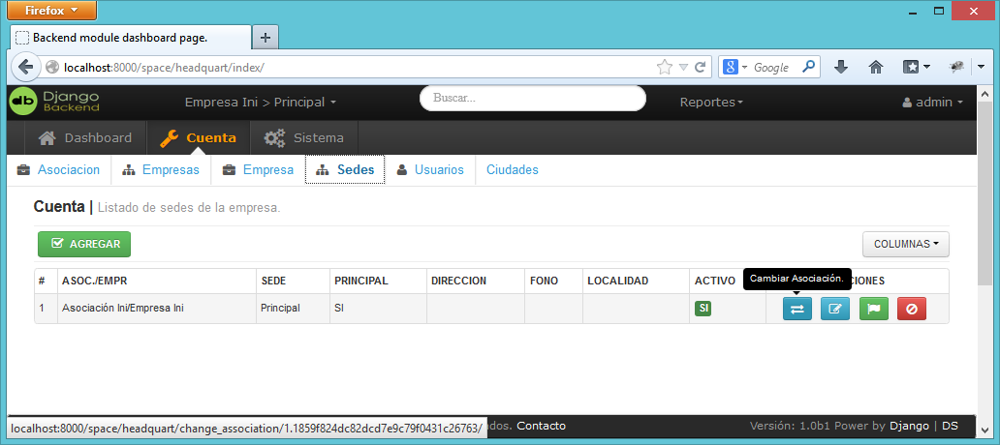 Firefox
Backend module dashboard page.
localhost:8000/space/headquart/index/
Google
db Django Backend
Empresa Ini > Principal
Buscar...
Reportes
admin
Dashboard
Cuenta
Sistema
Asociacion
Empresas
Empresa
Sedes
Usuarios
Ciudades
Cuenta | Listado de sedes de la empresa.
AGREGAR
COLUMNAS
Cambiar Asociación.
# ASOC./EMPR SEDE PRINCIPAL DIRECCION FONO LOCALIDAD ACTIVO CIONES
1 Asociación Ini/Empresa Ini Principal SI SI
localhost:8000/space/headquart/change_association/1.1859f824dc82dcd7e9c79f0431c26763/
dos. Contacto
Versión: 1.0b1 Power by Django | DS